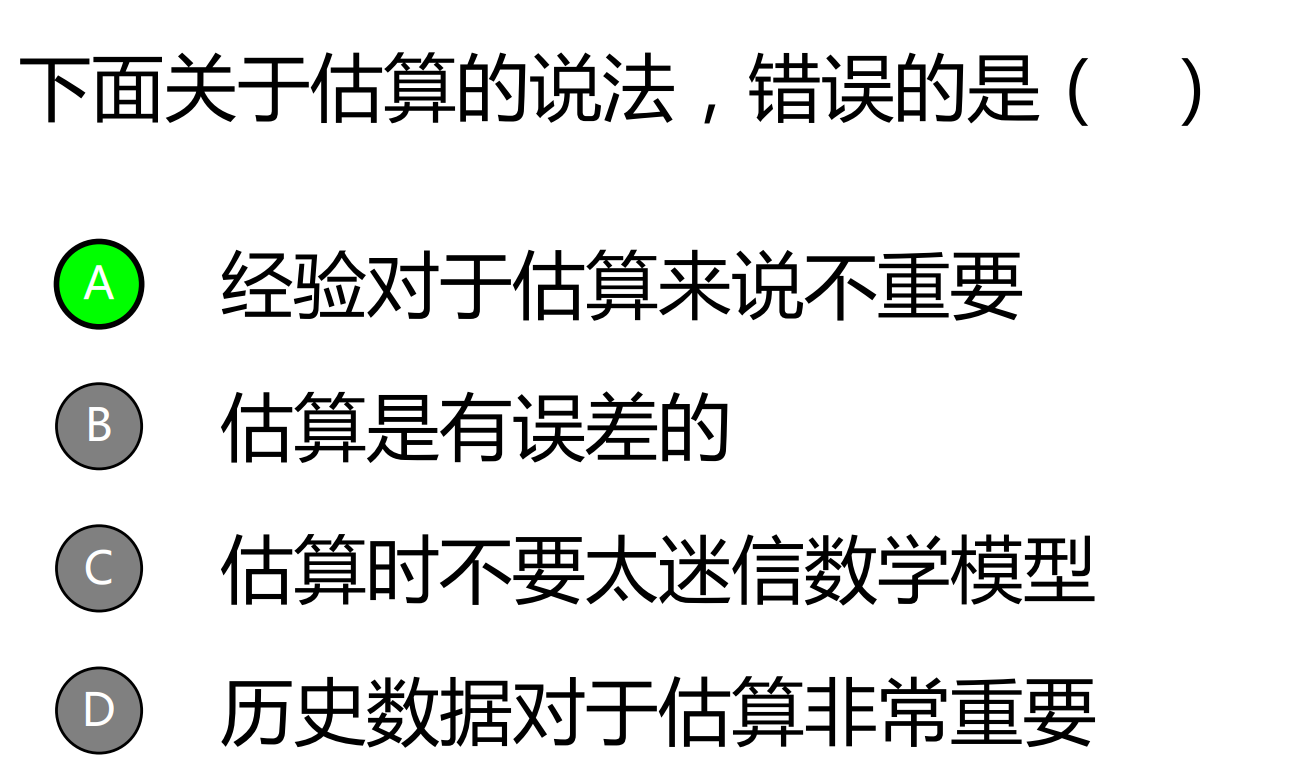 下面关于估算的说法，错误的是（ ）
A 经验对于估算来说不重要
B 估算是有误差的
C 估算时不要太迷信数学模型
D 历史数据对于估算非常重要